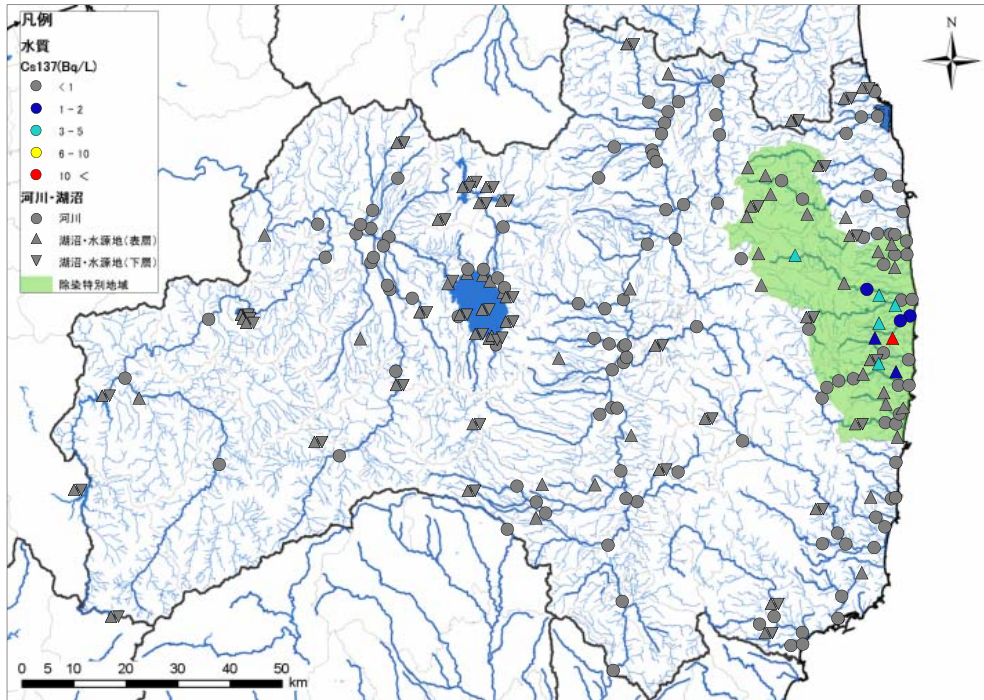 凡例
水質
Cs137(Bq/L)
< 1
1 - 2
3 - 5
6 - 10
10 <
河川・湖沼
河川
湖沼・水源地(表層)
湖沼・水源地(下層)
除染特別地域
N
0 5 10 20 30 40 50
km